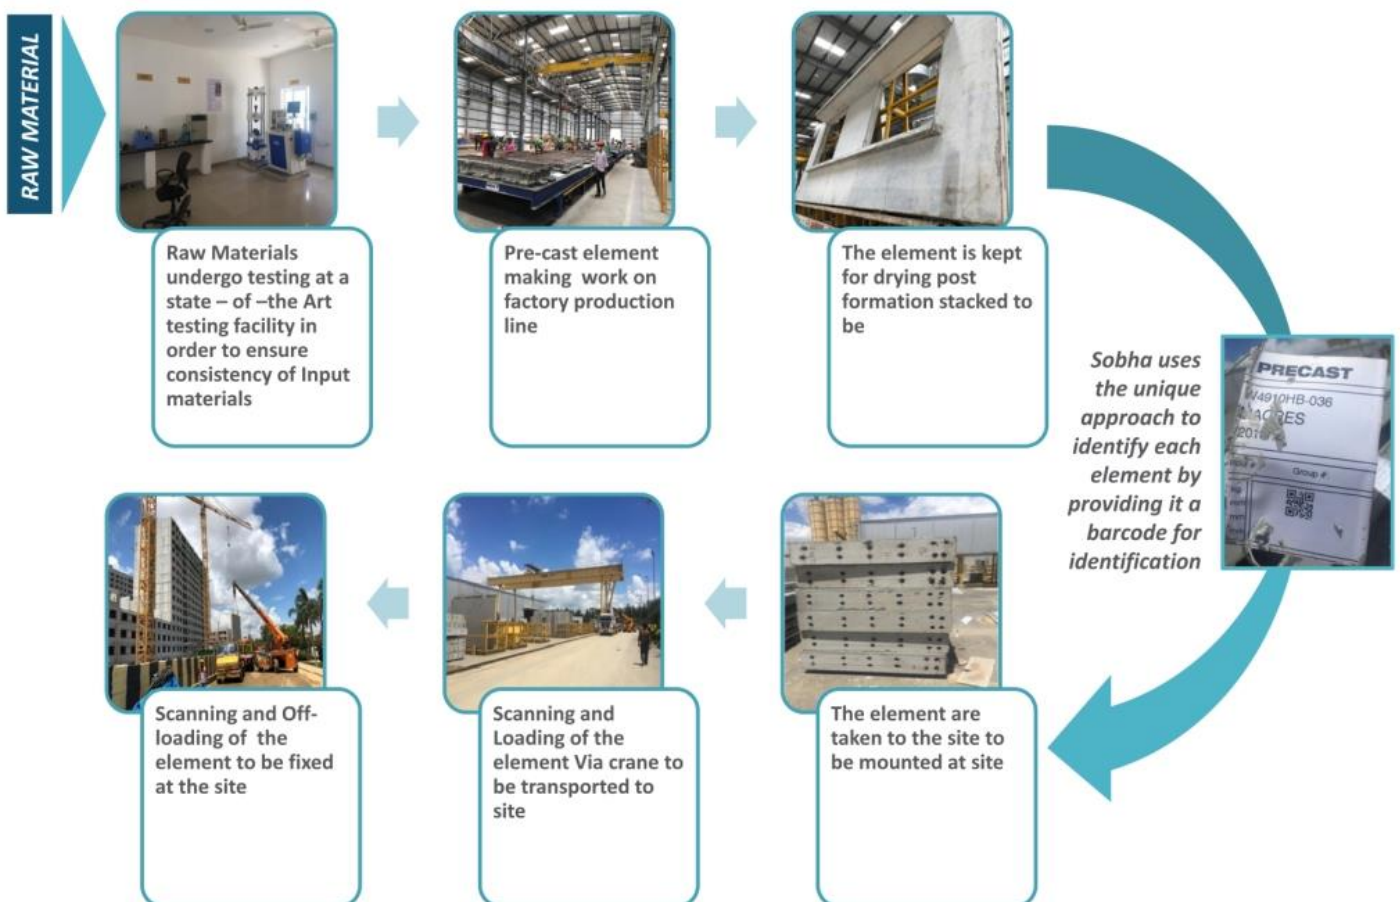 RAW MATERIAL
Raw Materials
undergo testing at a
state – of –the Art
testing facility in
order to ensure
consistency of Input
materials
Pre-cast element
making work on
factory production
line
The element is kept
for drying post
formation stacked to
be
Sobha uses
the unique
approach to
identify each
element by
providing it a
barcode for
identification
PRECAST
4910HB-036
Group #:
The element are
taken to the site to
be mounted at site
Scanning and
Loading of the
element Via crane to
be transported to
site
Scanning and Off-
loading of the
element to be fixed
at the site